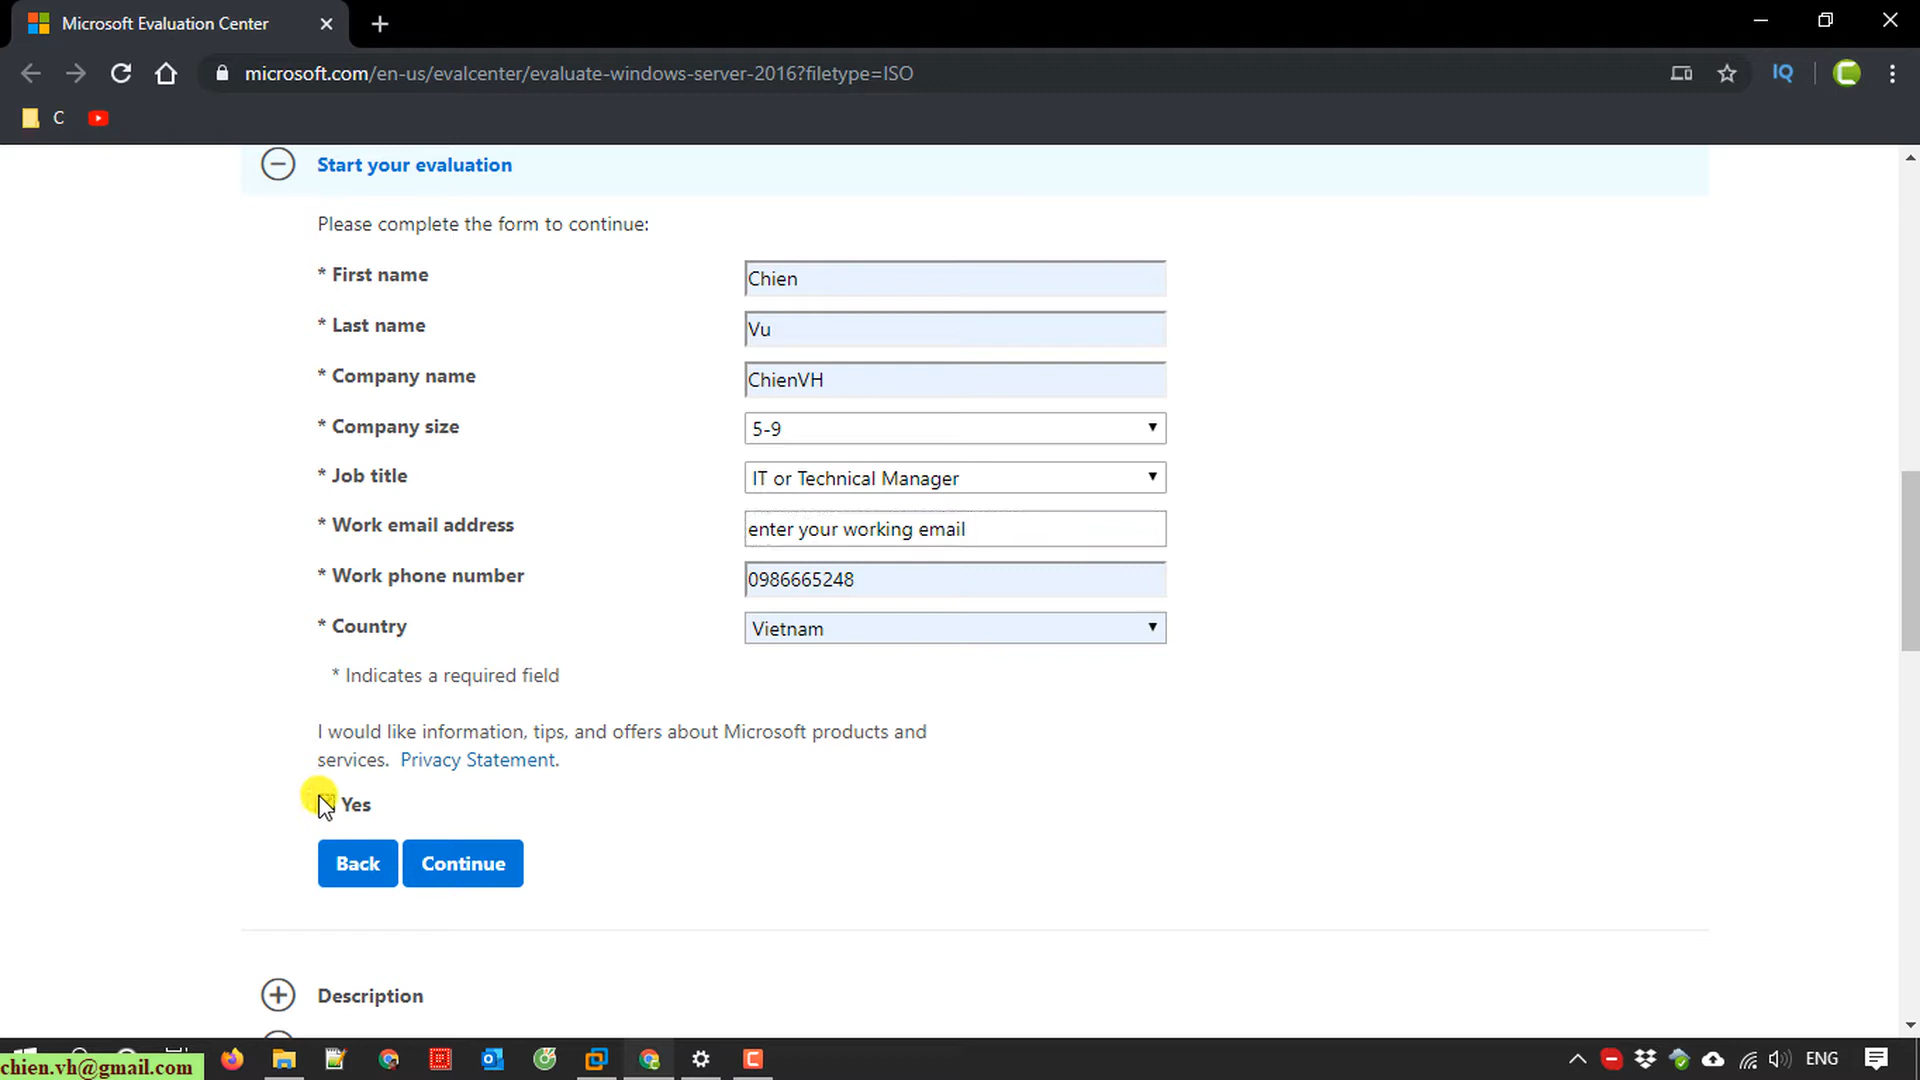 Microsoft Evaluation Center
microsoft.com/en-us/evalcenter/evaluate-windows-server-2016?filetype=ISO
IQ
C
Start your evaluation
Please complete the form to continue:
* First name
Chien
* Last name
Vu
* Company name
ChienVH
* Company size
5-9
* Job title
IT or Technical Manager
* Work email address
enter your working email
* Work phone number
0986665248
* Country
Vietnam
* Indicates a required field
I would like information, tips, and offers about Microsoft products and
services. Privacy Statement.
Yes
Back Continue
Description
chien.vh@gmail.com
ENG